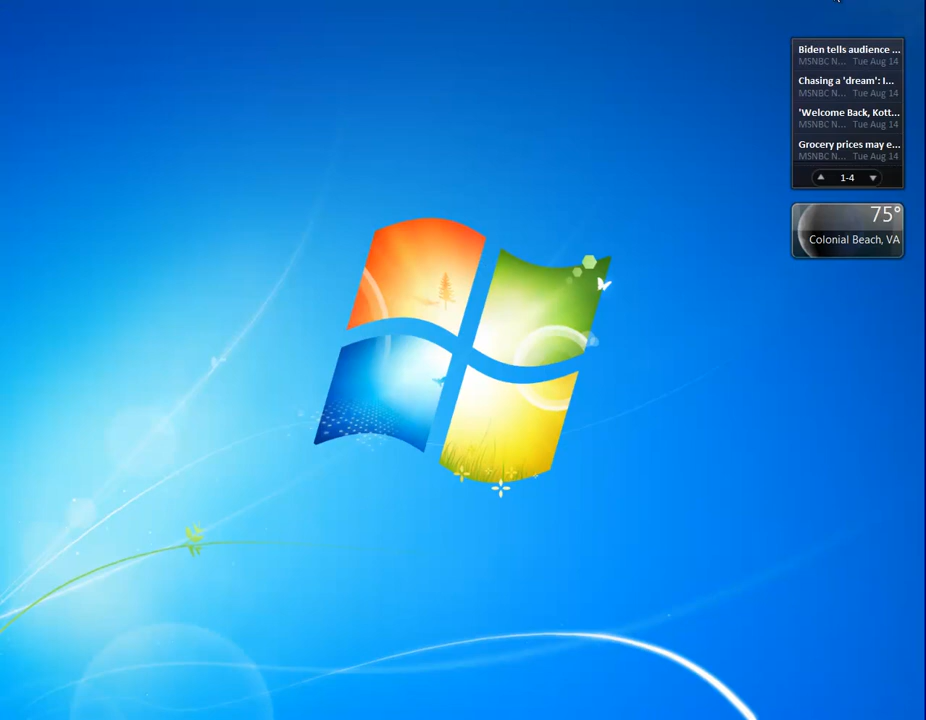 Biden tells audience ...
MSNBC N... Tue Aug 14
Chasing a 'dream': I...
MSNBC N... Tue Aug 14
'Welcome Back, Kott...
MSNBC N... Tue Aug 14
Grocery prices may e...
MSNBC N... Tue Aug 14
1-4
75°
Colonial Beach, VA